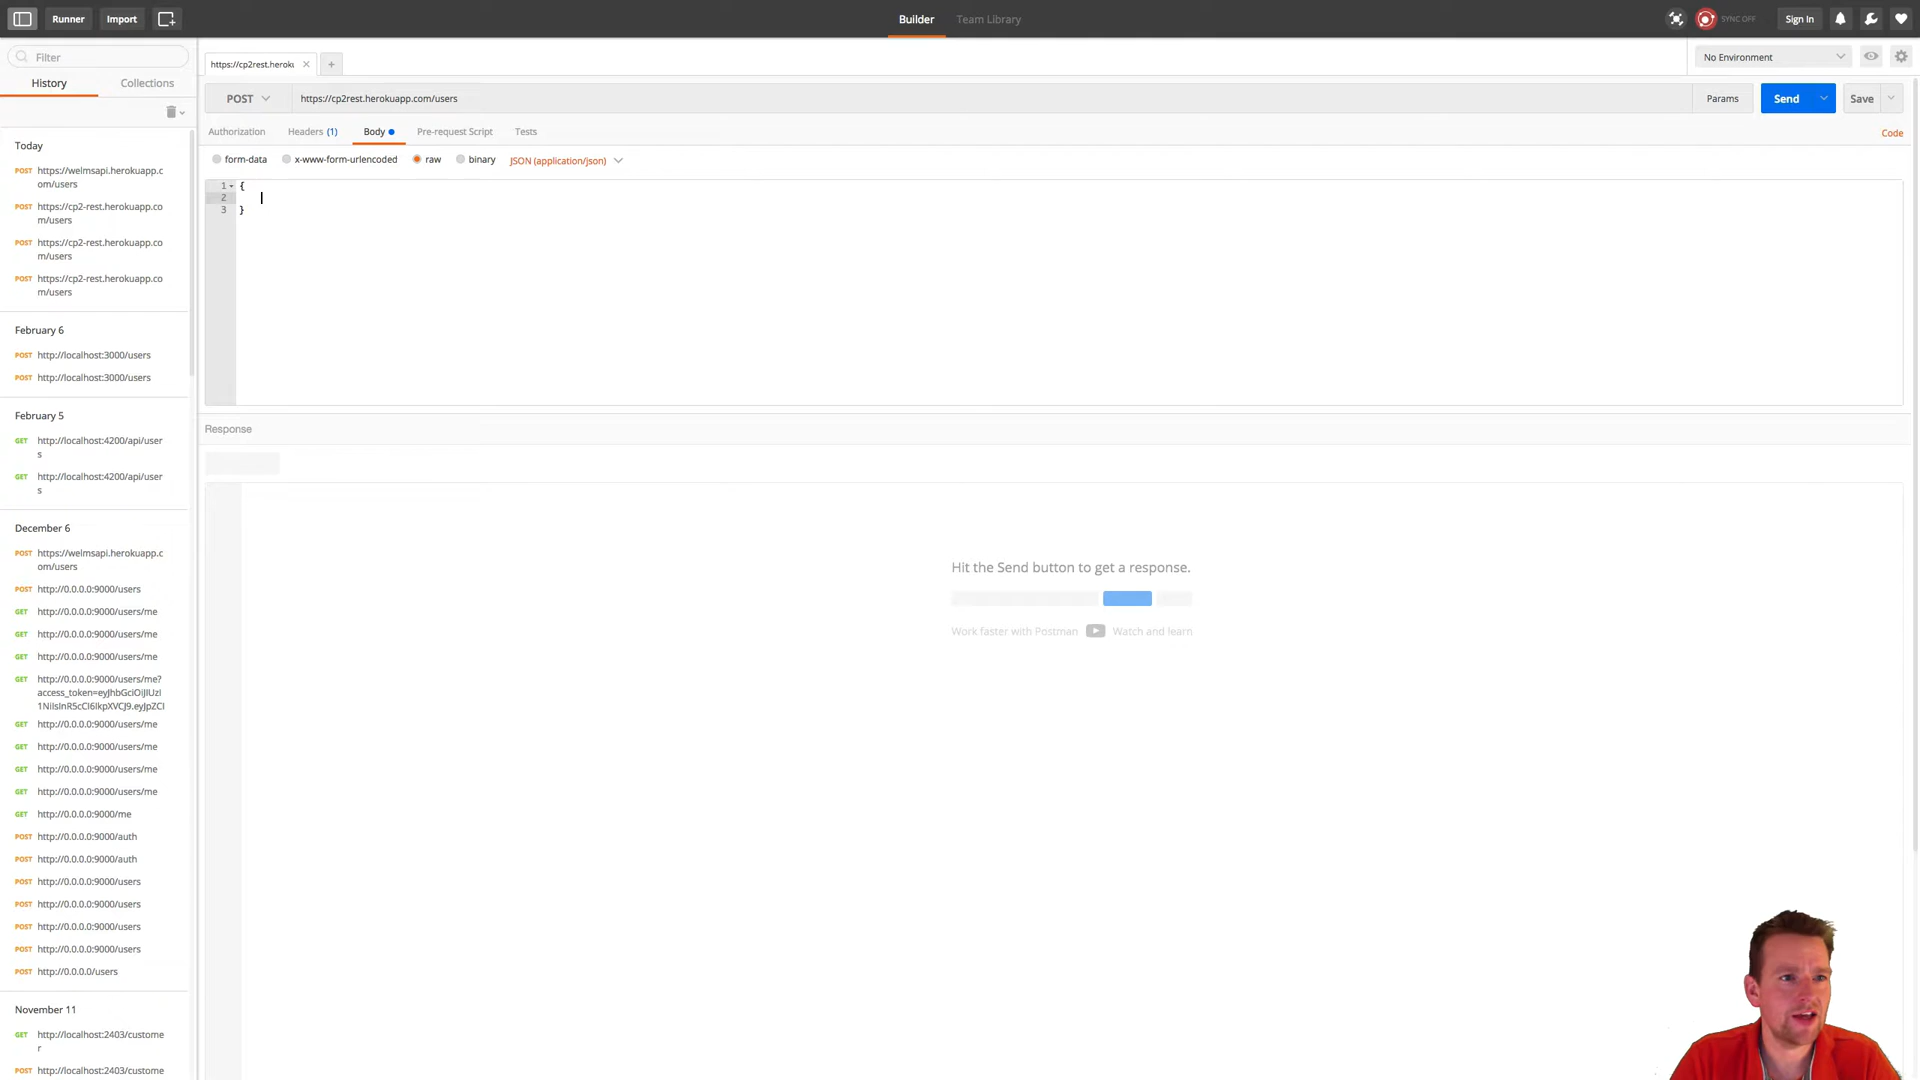 Runner
Import
Builder
Team Library
SYNC OFF
Sign In
Filter
History
Collections
https://cp2rest.heroku
No Environment
POST
https://cp2rest.herokuapp.com/users
Params
Send
Save
Authorization
Headers (1)
Body
Pre-request Script
Tests
Code
form-data
x-www-form-urlencoded
raw
binary
JSON (application/json)
1 {
2
3 }
Today
POST https://welmsapi.herokuapp.c
om/users
POST https://cp2-rest.herokuapp.co
m/users
POST https://cp2-rest.herokuapp.co
m/users
POST https://cp2-rest.herokuapp.co
m/users
February 6
POST http://localhost:3000/users
POST http://localhost:3000/users
February 5
GET http://localhost:4200/api/user
s
GET http://localhost:4200/api/user
s
December 6
POST https://welmsapi.herokuapp.c
om/users
POST http://0.0.0.0:9000/users
GET http://0.0.0.0:9000/users/me
GET http://0.0.0.0:9000/users/me
GET http://0.0.0.0:9000/users/me
GET http://0.0.0.0:9000/users/me?
access_token=eyJhbGciOiJIUzI
1NiIsInR5cCI6IkpXVCJ9.eyJpZCI
GET http://0.0.0.0:9000/users/me
GET http://0.0.0.0:9000/users/me
GET http://0.0.0.0:9000/users/me
GET http://0.0.0.0:9000/users/me
GET http://0.0.0.0:9000/me
POST http://0.0.0.0:9000/auth
POST http://0.0.0.0:9000/auth
POST http://0.0.0.0:9000/users
POST http://0.0.0.0:9000/users
POST http://0.0.0.0:9000/users
POST http://0.0.0.0:9000/users
POST http://0.0.0.0/users
November 11
GET http://localhost:2403/custome
r
POST http://localhost:2403/custome
Response
Hit the Send button to get a response.
Work faster with Postman
Watch and learn